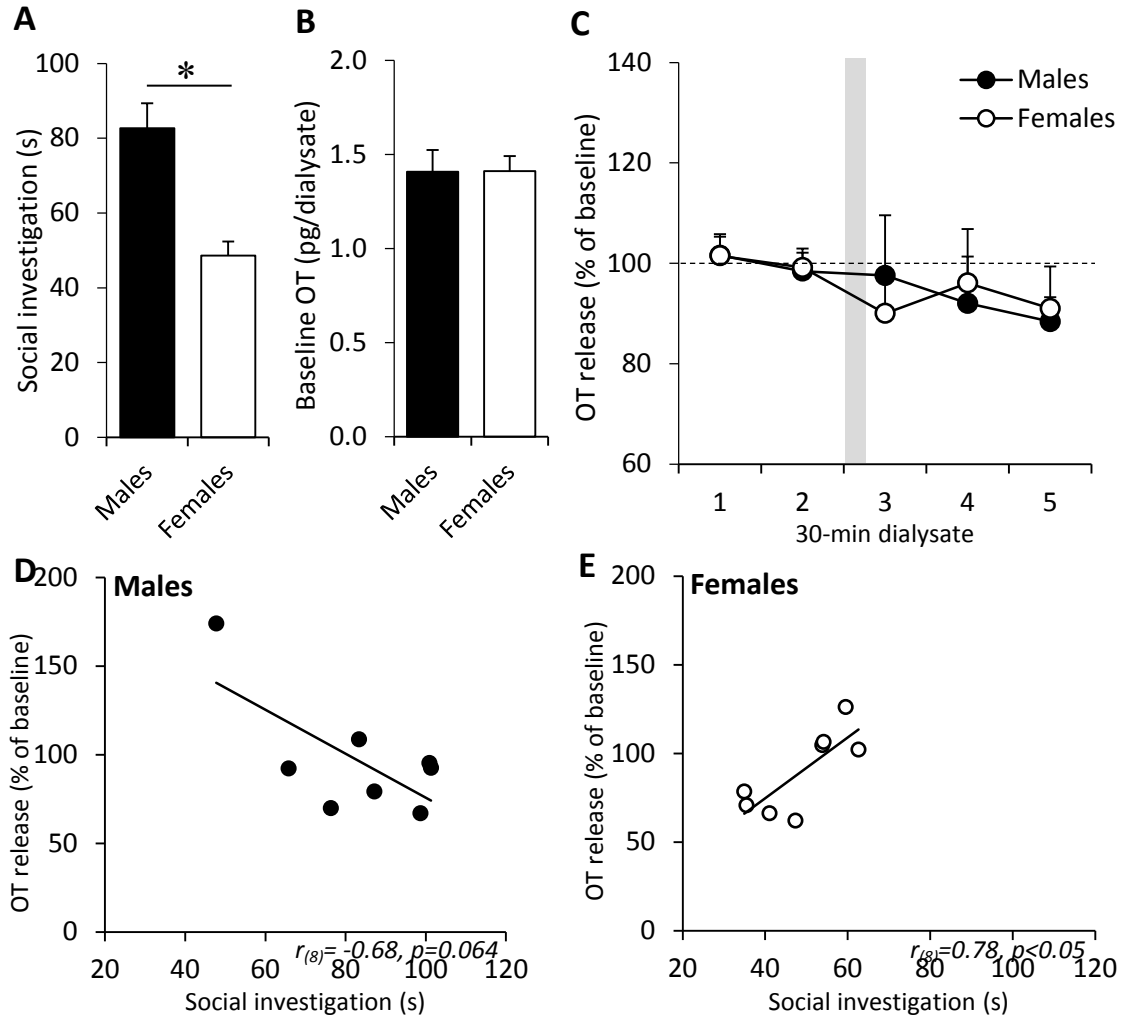 A
Social investigation (s)
100
80
60
40
20
0
*
Males
Females
B
Baseline OT (pg/dialysate)
2.0
1.5
1.0
0.5
0.0
Males
Females
C
OT release (% of baseline)
140
120
100
80
60
Males
Females
1 2 3 4 5
30-min dialysate
D
Males
OT release (% of baseline)
200
150
100
50
0
r(8)= -0.68, p=0.064
20 40 60 80 100 120
Social investigation (s)
E
Females
OT release (% of baseline)
200
150
100
50
0
r(8)=0.78, p<0.05
20 40 60 80 100 120
Social investigation (s)